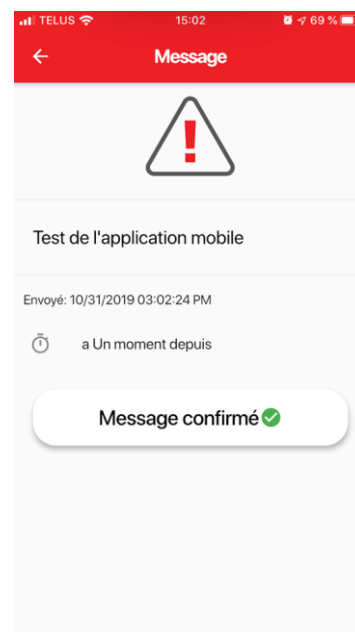 TELUS 15:02 69 %
Message
!
Test de l'application mobile
Envoyé: 10/31/2019 03:02:24 PM
a Un moment depuis
Message confirmé